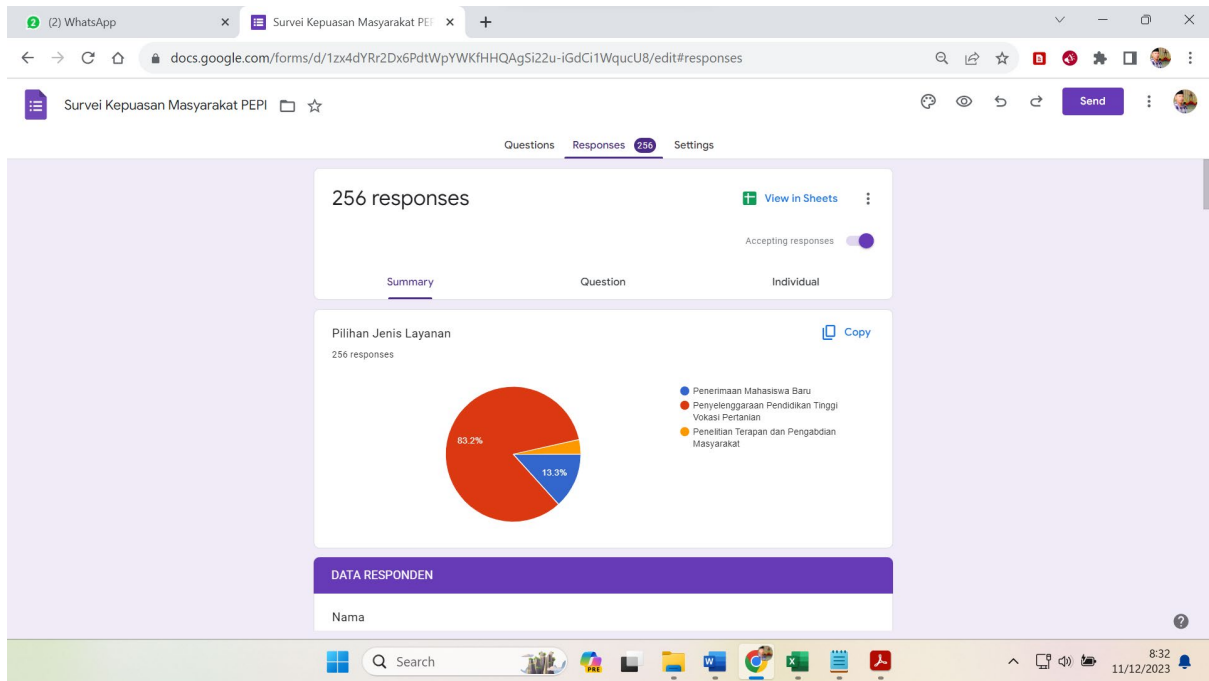 (2) WhatsApp
Survei Kepuasan Masyarakat PEP
docs.google.com/forms/d/1zx4dYRr2Dx6PdtWpYWKfHHQAgSi22u-iGdCi1WqucU8/edit#responses
Survei Kepuasan Masyarakat PEPI
Send
Questions Responses 256 Settings
256 responses
View in Sheets
Accepting responses
Summary Question Individual
Pilihan Jenis Layanan
Copy
256 responses
83.2%
13.3%
Penerimaan Mahasiswa Baru
Penyelenggaraan Pendidikan Tinggi
Vokasi Pertanian
Penelitian Terapan dan Pengabdian
Masyarakat
DATA RESPONDEN
Nama
Search
PRE
8:32
11/12/2023